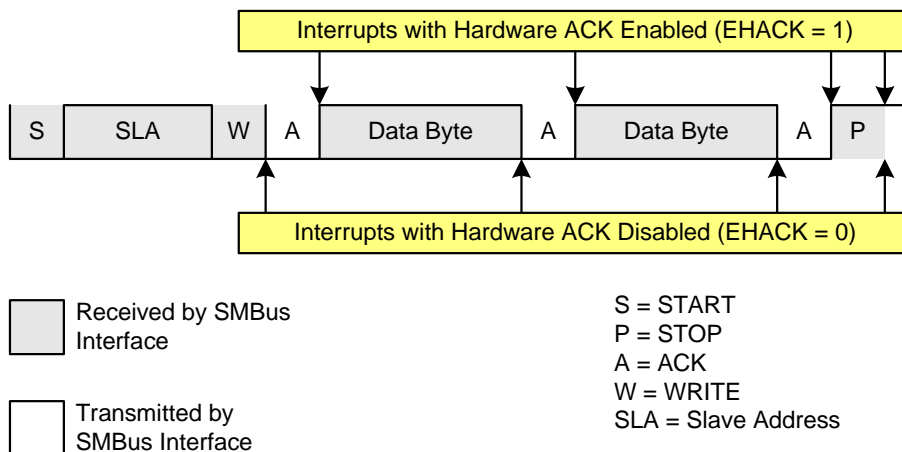 Interrupts with Hardware ACK Enabled (EHACK = 1)
S SLA W A Data Byte A Data Byte A P
Interrupts with Hardware ACK Disabled (EHACK = 0)
Received by SMBus
Interface
Transmitted by
SMBus Interface
S = START
P = STOP
A = ACK
W = WRITE
SLA = Slave Address